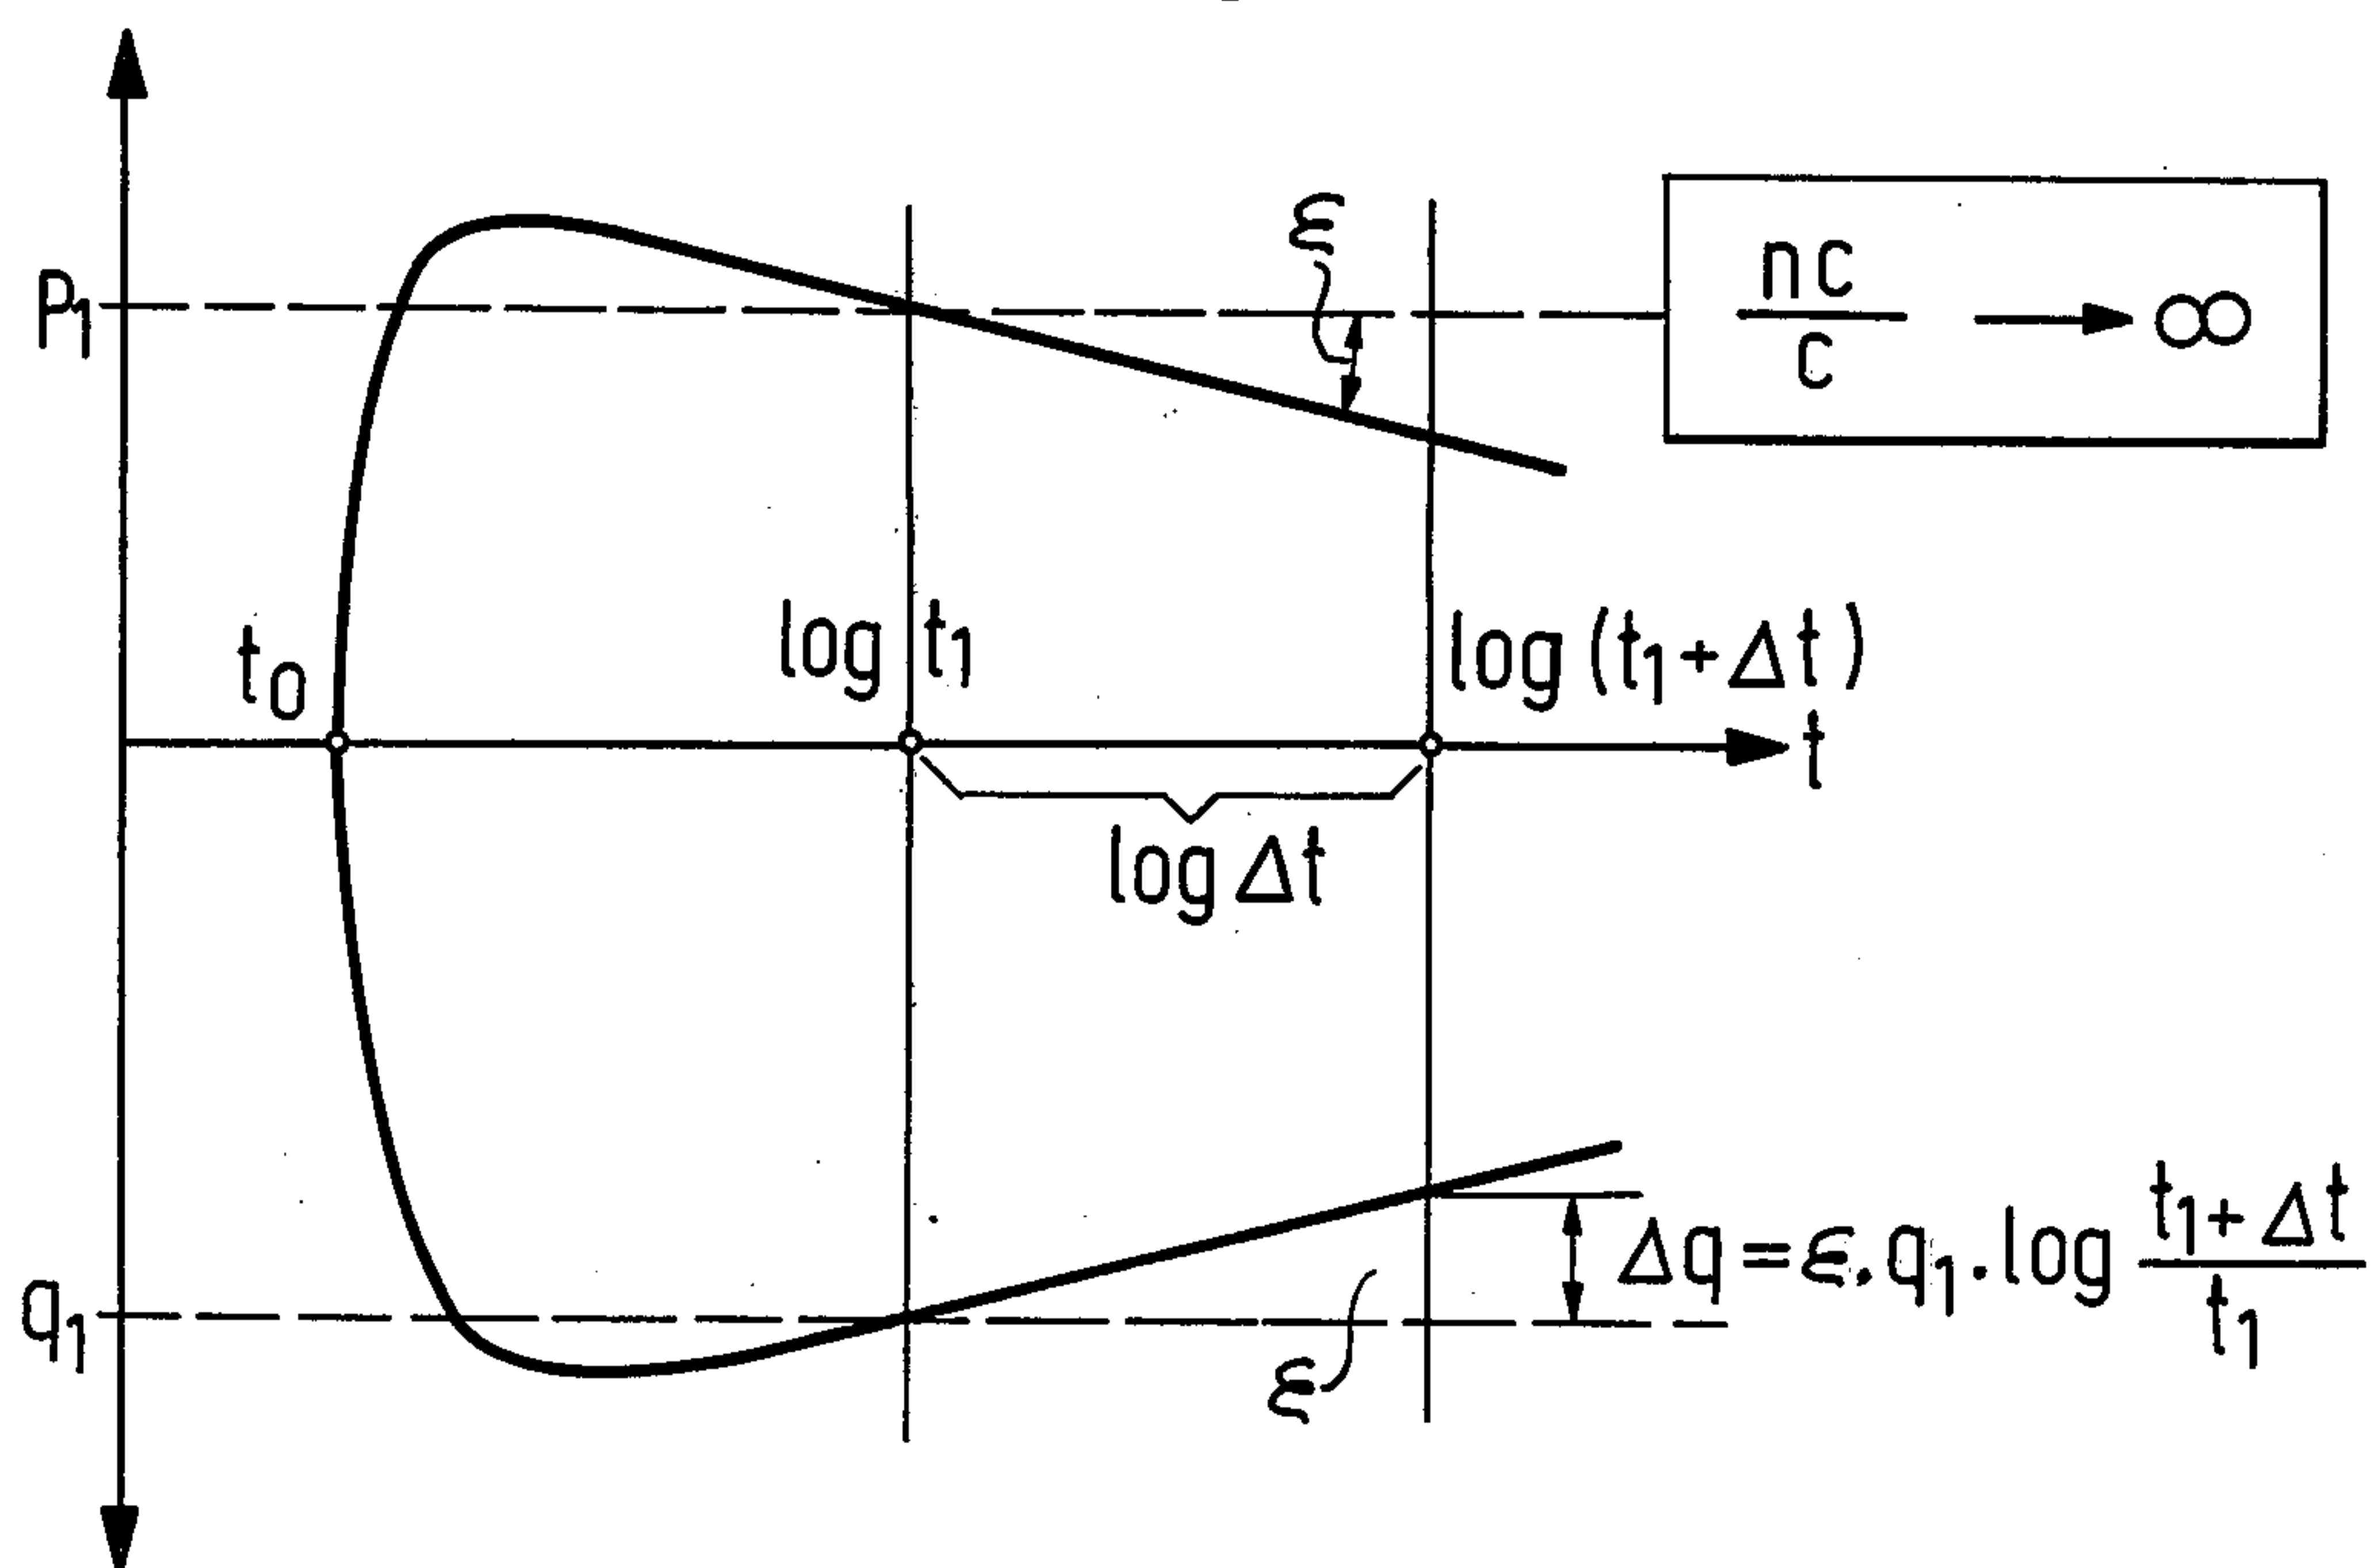 ε
P₁
nc
c
→ ∞
t₀
log t₁
log (t₁ + Δt)
t
log Δt
Δq = ε. q₁ . log
t₁ + Δt
t₁
q₁
ε